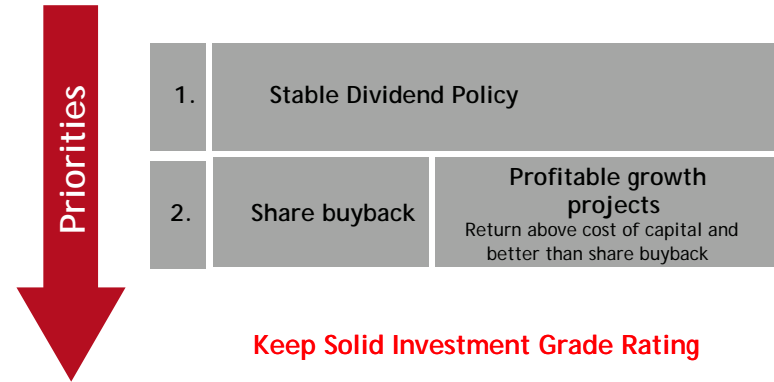 Priorities
1.
Stable Dividend Policy
2.
Share buyback
Profitable growth
projects
Return above cost of capital and
better than share buyback
Keep Solid Investment Grade Rating